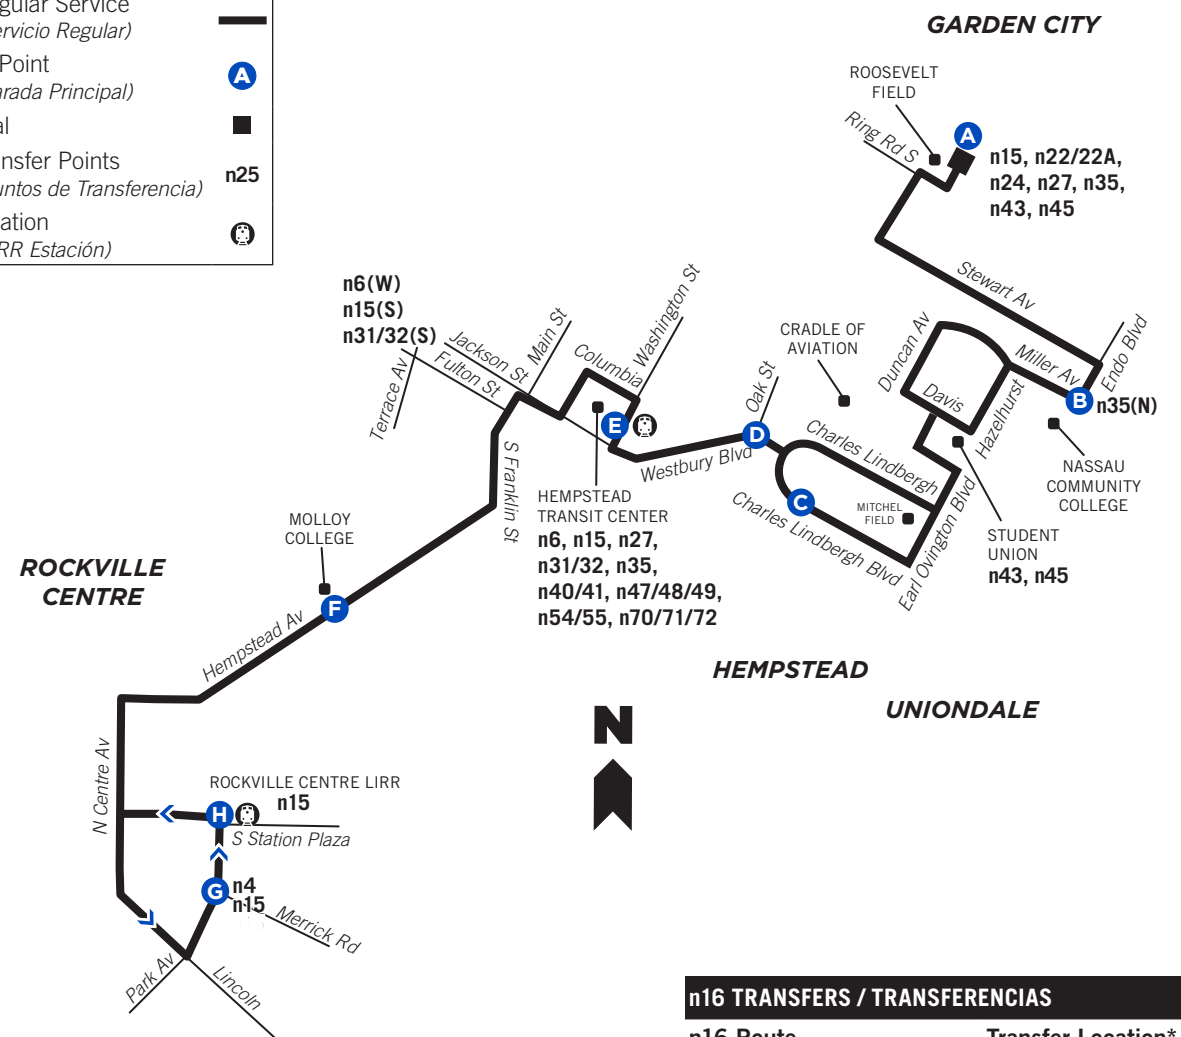 gular Service
ervicio Regular)
Point
arada Principal)
A
al
nsfer Points
untos de Transferencia)
n25
ation
RR Estación)
GARDEN CITY
ROOSEVELT
FIELD
Ring Rd S
A
n15, n22/22A,
n24, n27, n35,
n43, n45
Stewart Av
Endo Blvd
Miller Av
B
n35(N)
Duncan Av
Davis
Hazelhurst
NASSAU
COMMUNITY
COLLEGE
STUDENT
UNION
n43, n45
CRADLE OF
AVIATION
Oak St
D
Charles Lindbergh
C
MITCHEL
FIELD
Charles Lindbergh Blvd
Earl Ovington Blvd
Westbury Blvd
n6(W)
n15(S)
n31/32(S)
Jackson St
Fulton St
Terrace Av
Main St
Columbia
Washington St
E
HEMPSTEAD
TRANSIT CENTER
n6, n15, n27,
n31/32, n35,
n40/41, n47/48/49,
n54/55, n70/71/72
S Franklin St
MOLLOY
COLLEGE
ROCKVILLE
CENTRE
F
Hempstead Av
HEMPSTEAD
UNIONDALE
N
N Centre Av
ROCKVILLE CENTRE LIRR
n15
H
S Station Plaza
G
n4
n15
Merrick Rd
Park Av
Lincoln
n16 TRANSFERS / TRANSFERENCIAS
n16 Route
Transfer Location*